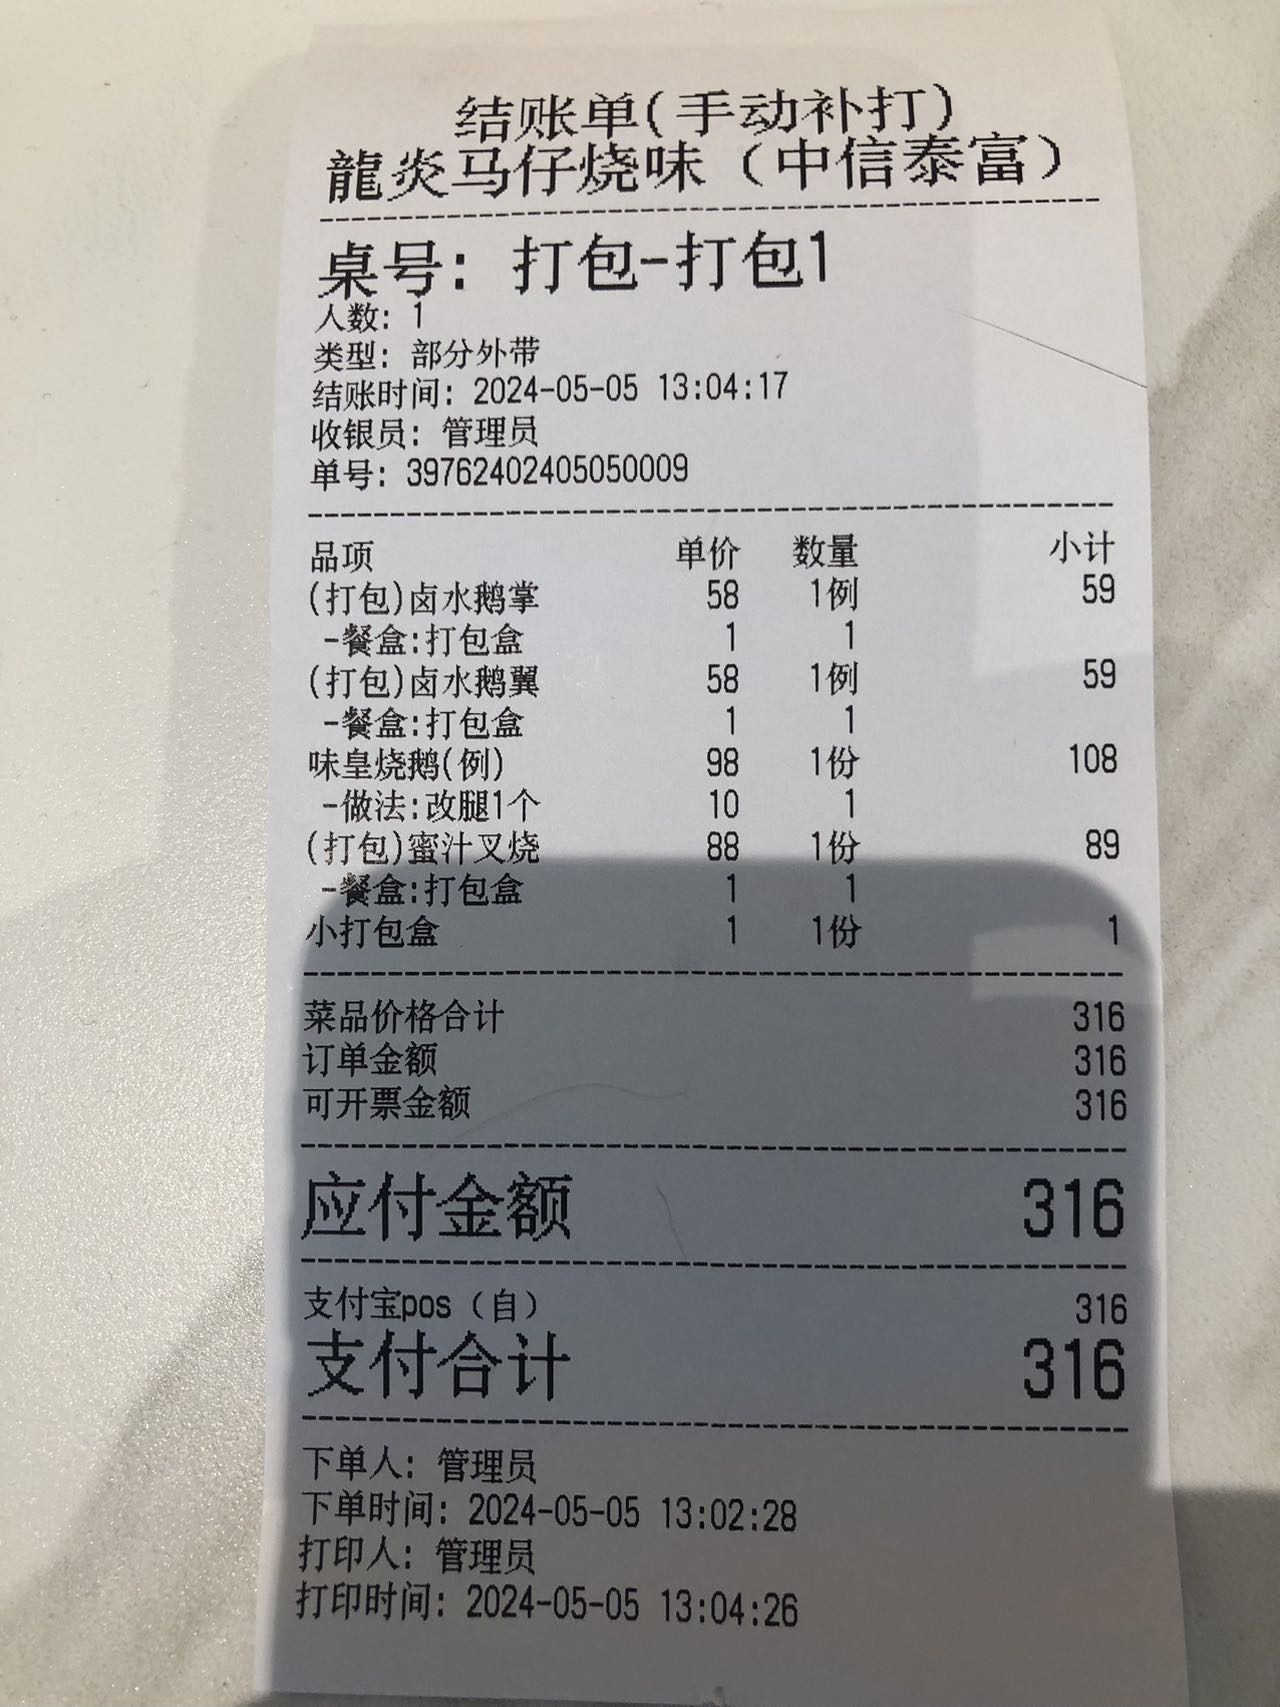 结账单(手动补打)
龍炎马仔烧味（中信泰富）
桌号: 打包-打包1
人数: 1
类型: 部分外带
结账时间: 2024-05-05 13:04:17
收银员: 管理员
单号: 39762402405050009
品项 单价 数量 小计
(打包)卤水鹅掌 58 1例 59
-餐盒:打包盒 1 1
(打包)卤水鹅翼 58 1例 59
-餐盒:打包盒 1 1
味皇烧鹅(例) 98 1份 108
-做法:改腿1个 10 1
(打包)蜜汁叉烧 88 1份 89
-餐盒:打包盒 1 1
小打包盒 1 1份 1
菜品价格合计 316
订单金额 316
可开票金额 316
应付金额 316
支付宝pos（自） 316
支付合计 316
下单人: 管理员
下单时间: 2024-05-05 13:02:28
打印人: 管理员
打印时间: 2024-05-05 13:04:26